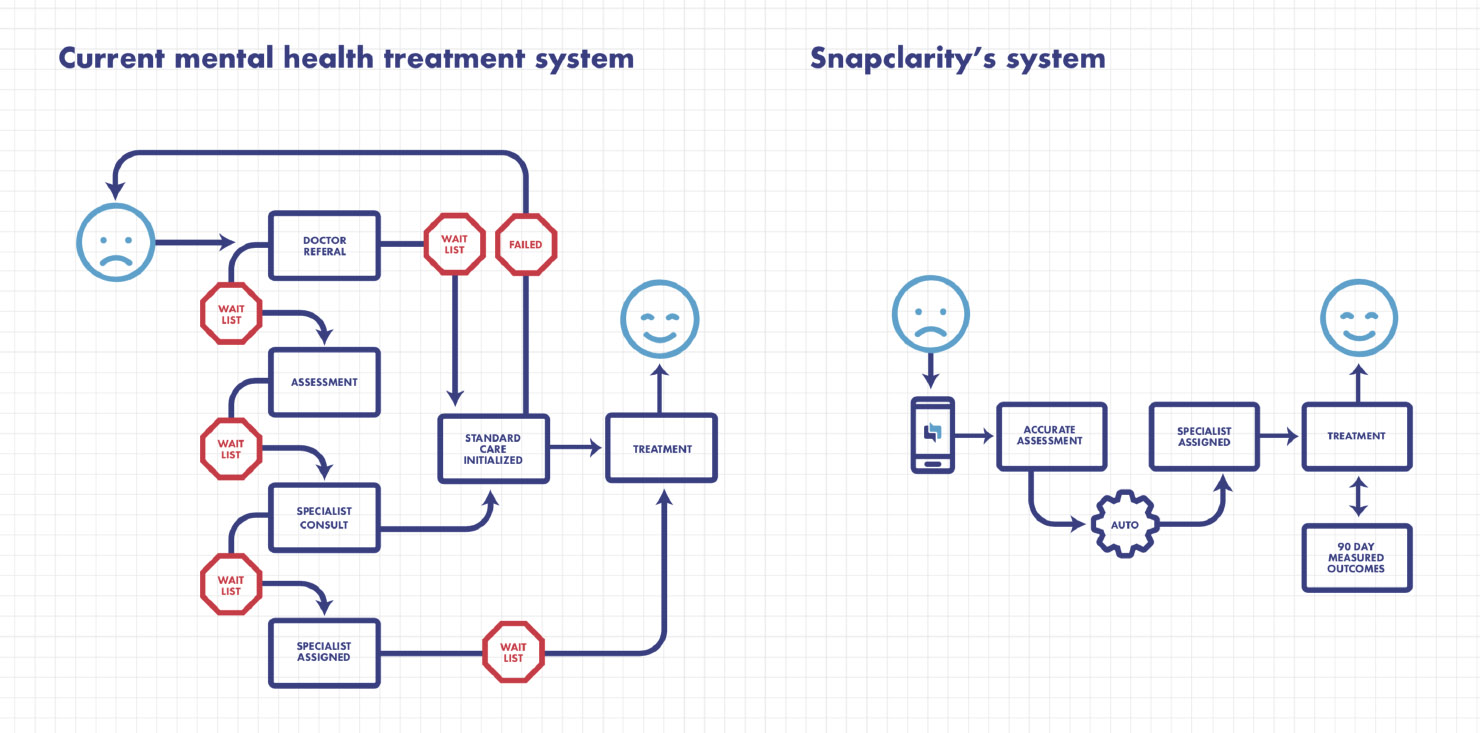 Current mental health treatment system
DOCTOR
REFERAL
WAIT
LIST
FAILED
WAIT
LIST
ASSESSMENT
WAIT
LIST
STANDARD
CARE
INITIALIZED
TREATMENT
SPECIALIST
CONSULT
WAIT
LIST
SPECIALIST
ASSIGNED
WAIT
LIST
Snapclarity's system
ACCURATE
ASSESSMENT
AUTO
SPECIALIST
ASSIGNED
TREATMENT
90 DAY
MEASURED
OUTCOMES